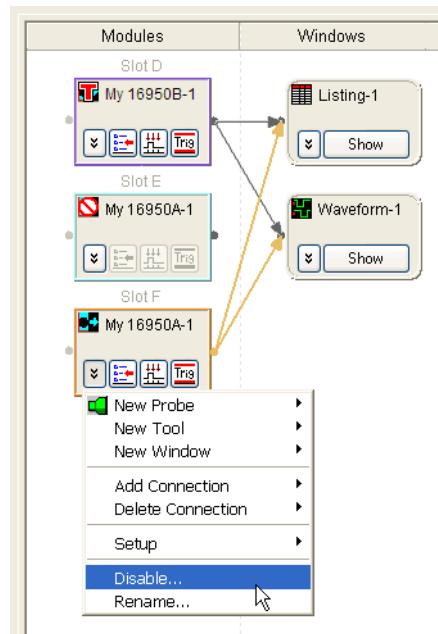 Modules
Windows
Slot D
My 16950B-1
Trig
Listing-1
Show
Slot E
My 16950A-1
Trig
Waveform-1
Show
Slot F
My 16950A-1
Trig
New Probe
New Tool
New Window
Add Connection
Delete Connection
Setup
Disable...
Rename...